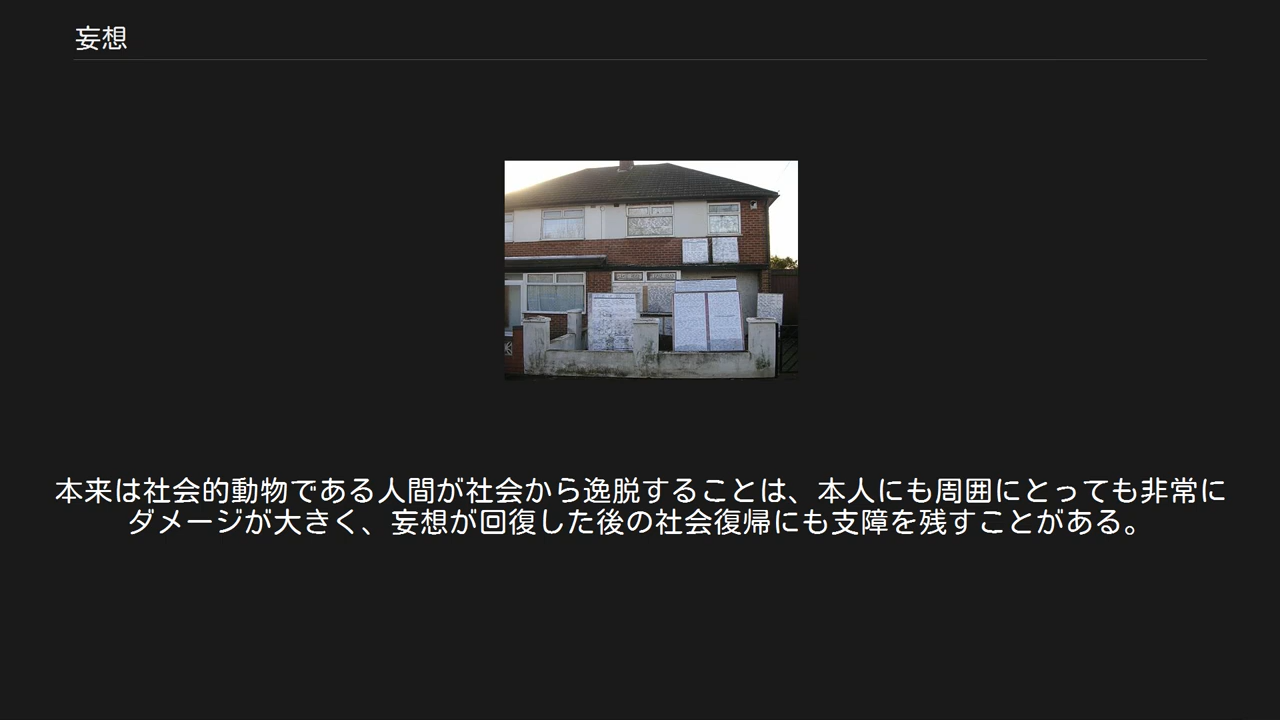 妄想
本来は社会的動物である人間が社会から逸脱することは、本人にも周囲にとっても非常に
ダメージが大きく、妄想が回復した後の社会復帰にも支障を残すことがある。